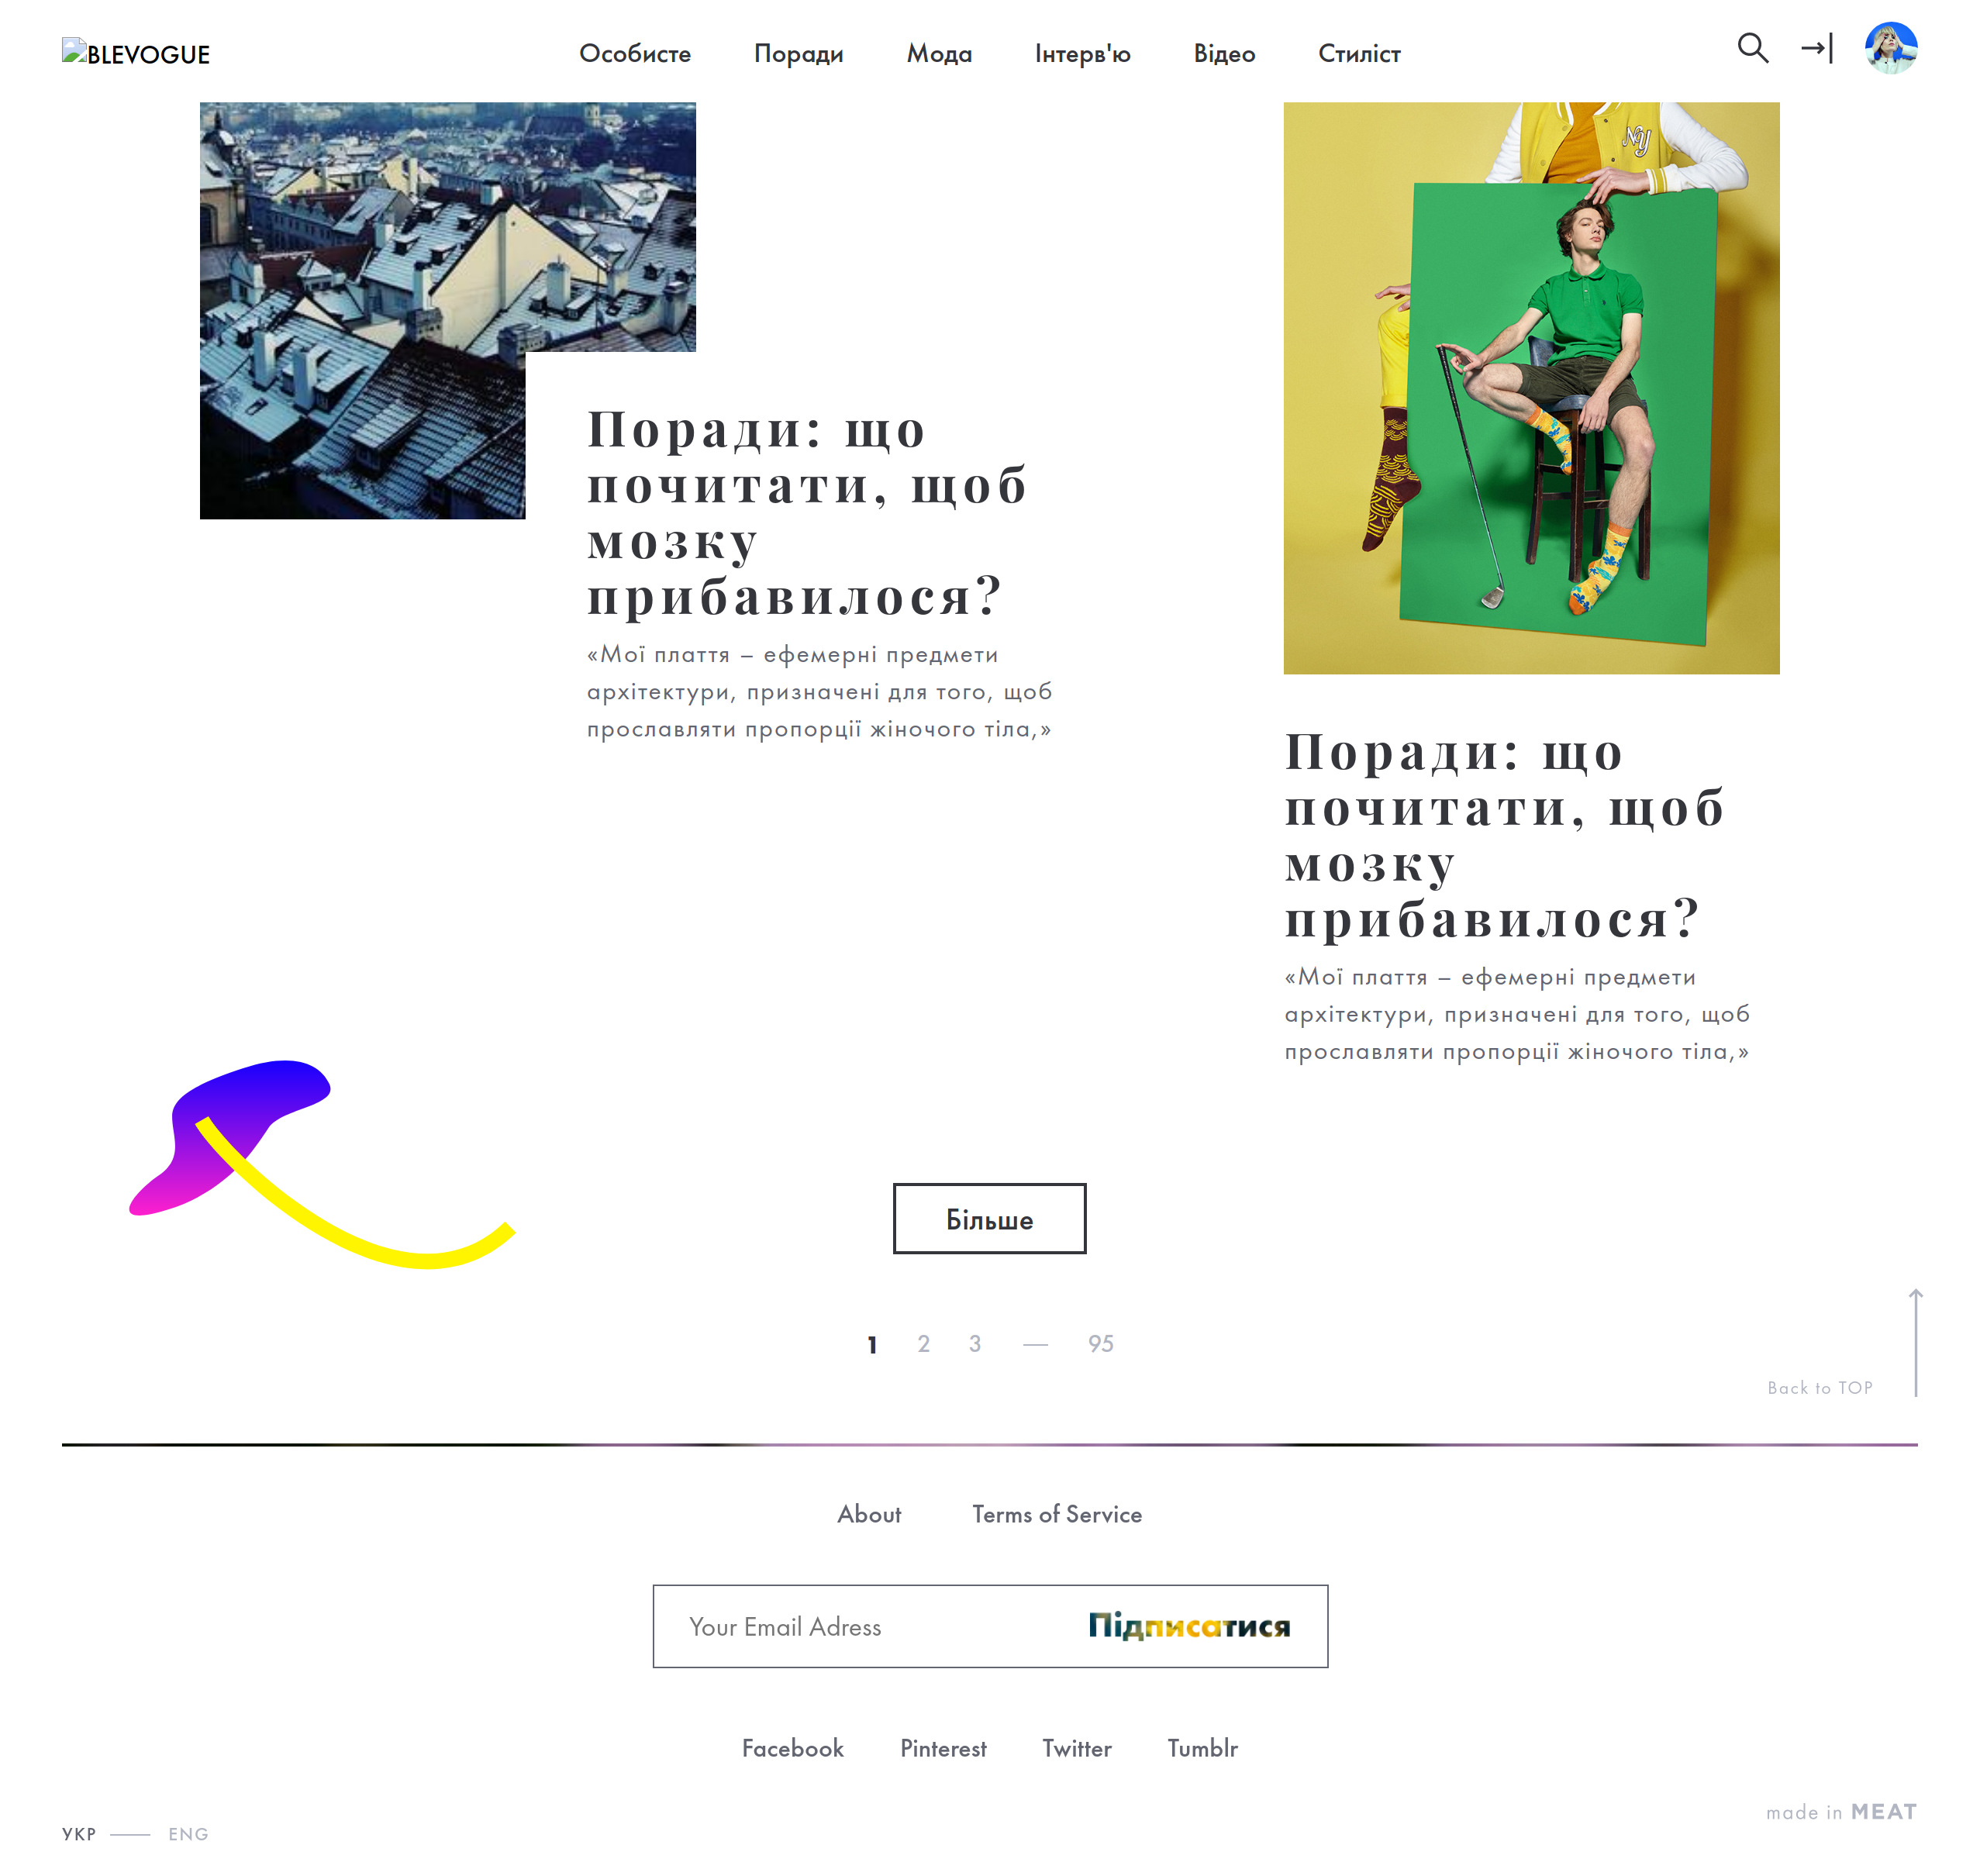 BLEVOGUE
Особисте Поради Мода Інтерв'ю Відео Стиліст
NY
Поради: що
почитати, щоб
мозку
прибавилося?
«Мої плаття – ефемерні предмети
архітектури, призначені для того, щоб
прославляти пропорції жіночого тіла,»
Поради: що
почитати, щоб
мозку
прибавилося?
«Мої плаття – ефемерні предмети
архітектури, призначені для того, щоб
прославляти пропорції жіночого тіла,»
Більше
1 2 3 — 95
Back to TOP
About Terms of Service
Your Email Adress Підписатися
Facebook Pinterest Twitter Tumblr
made in MEAT
УКР — ENG